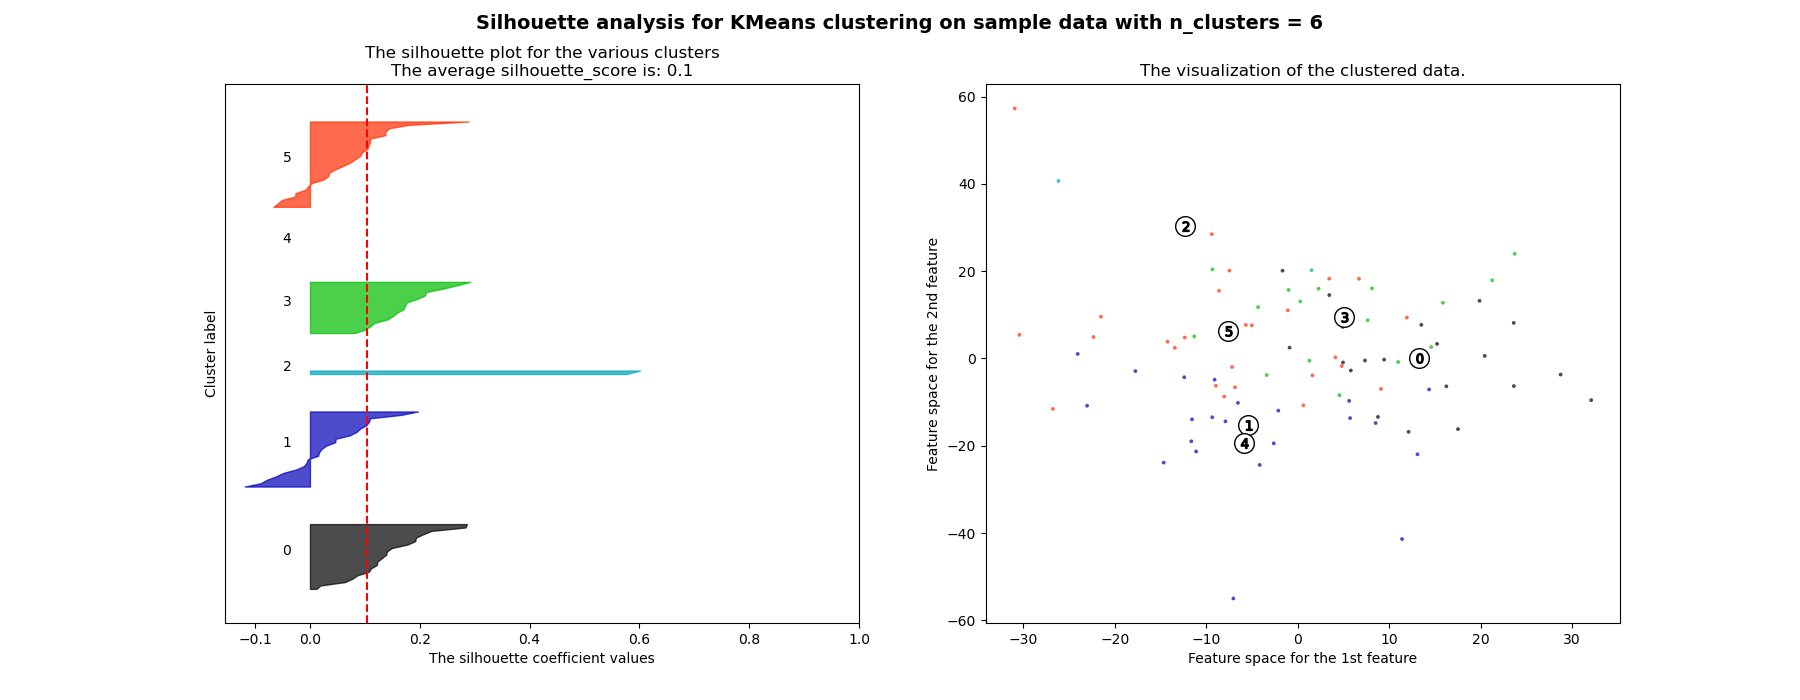 Silhouette analysis for KMeans clustering on sample data with n_clusters = 6
The silhouette plot for the various clusters
The average silhouette_score is: 0.1
Cluster label
5
4
3
2
1
0
−0.1 0.0 0.2 0.4 0.6 0.8 1.0
The silhouette coefficient values
The visualization of the clustered data.
Feature space for the 2nd feature
60
40
20
0
−20
−40
−60
2
3
5
0
1
4
−30 −20 −10 0 10 20 30
Feature space for the 1st feature